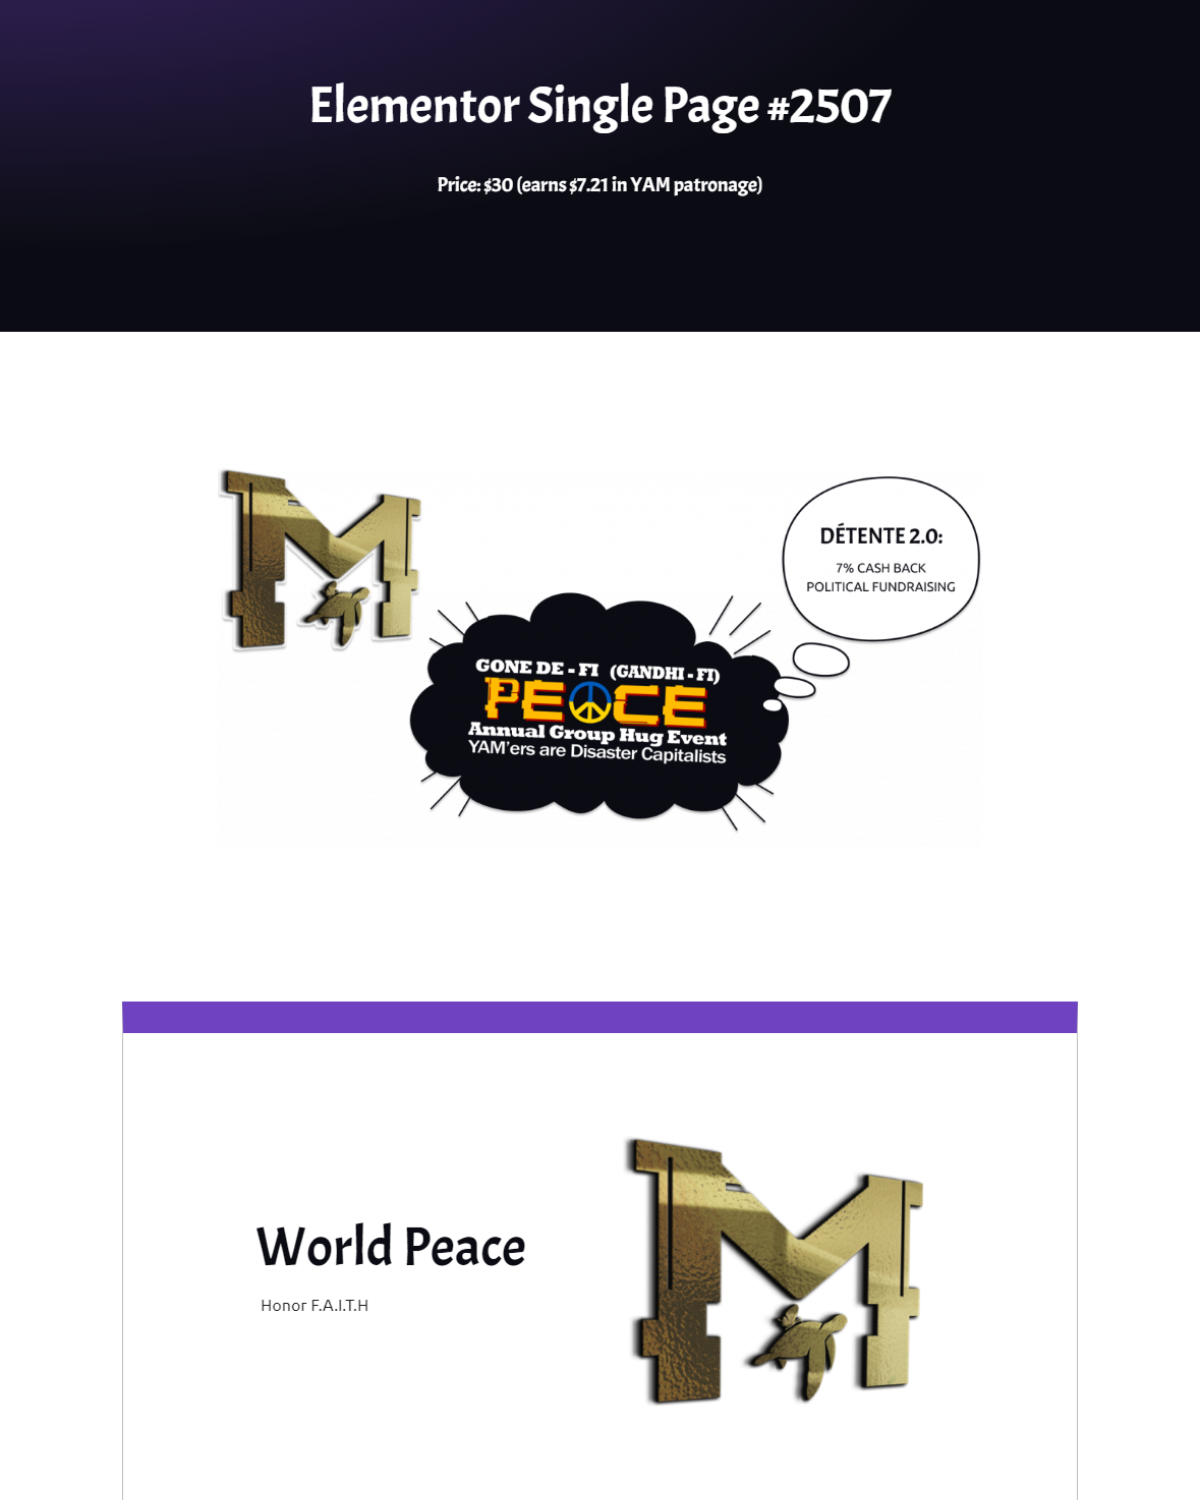 Elementor Single Page #2507
Price: $30 (earns $7.21 in YAM patronage)
M
DÉTENTE 2.0:
7% CASH BACK
POLITICAL FUNDRAISING
GONE DE - FI (GANDHI - FI)
PEACE
Annual Group Hug Event
YAM'ers are Disaster Capitalists
World Peace
Honor F.A.I.T.H
M